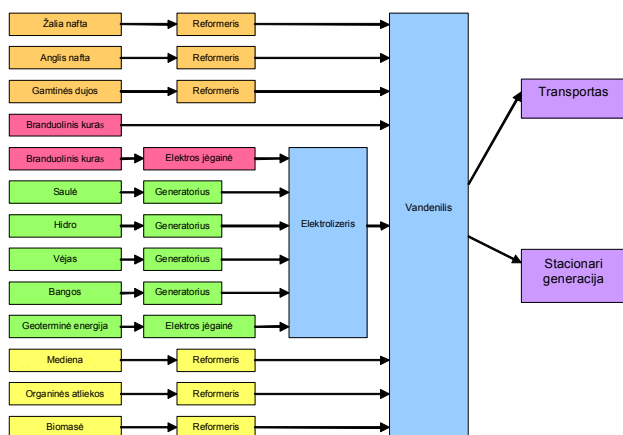 Žalia nafta Reformeris
Anglis nafta Reformeris
Gamtinės dujos Reformeris
Branduolinis kuras
Branduolinis kuras Elektros jėgainė
Saulė Generatorius
Hidro Generatorius
Vėjas Generatorius
Bangos Generatorius
Geoterminė energija Elektros jėgainė
Mediena Reformeris
Organinės atliekos Reformeris
Biomasė Reformeris
Elektrolizeris
Vandenilis
Transportas
Stacionari
generacija